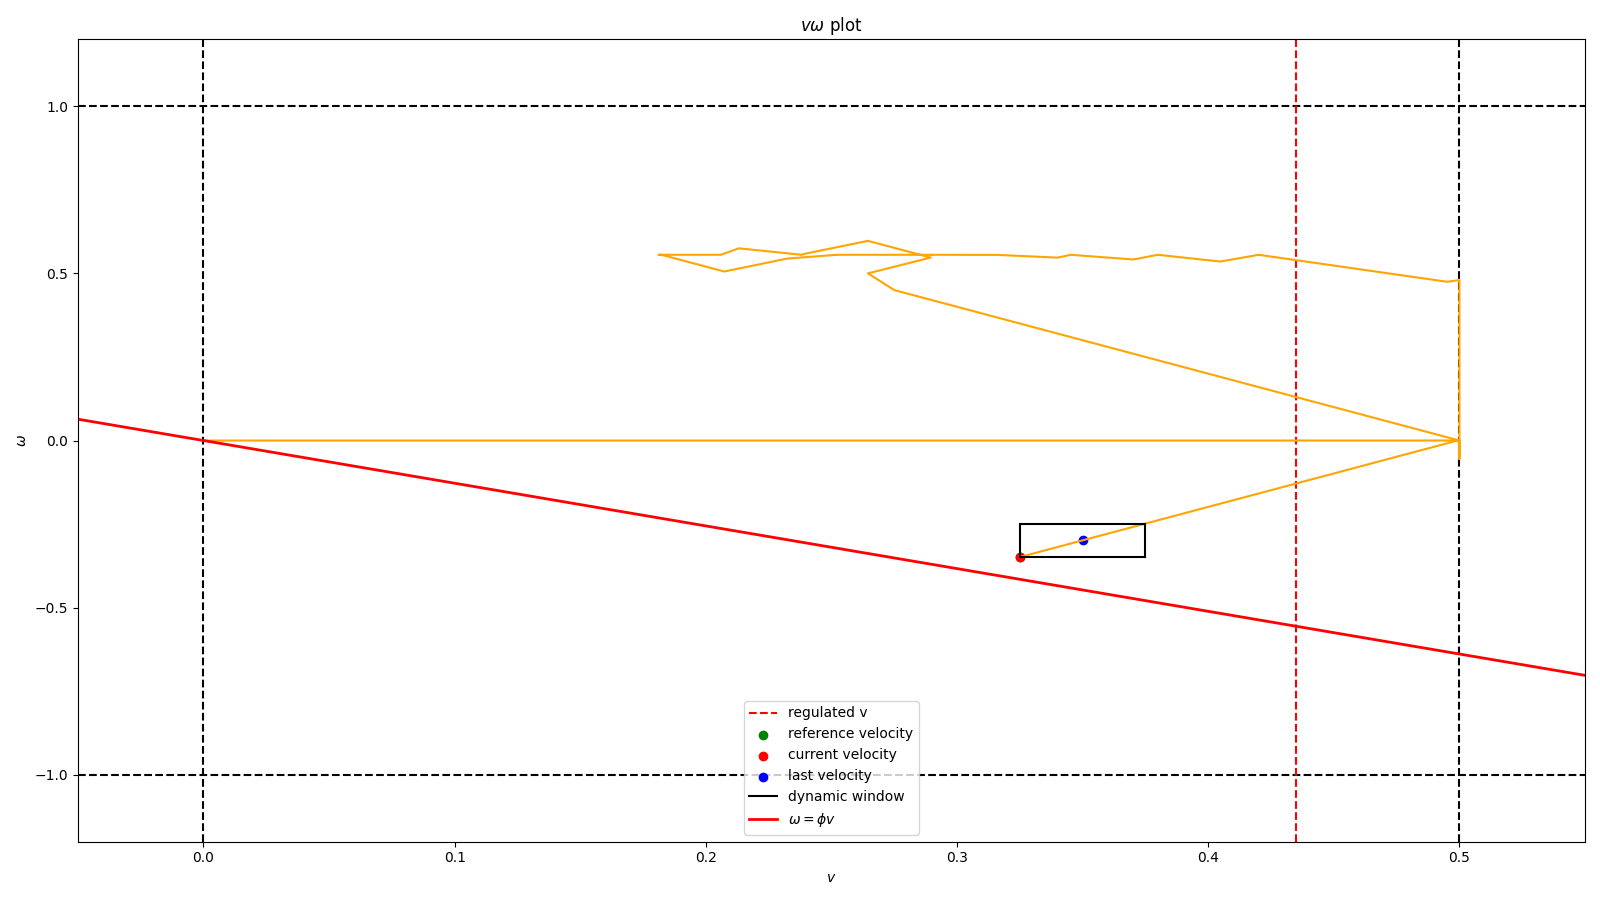 vω plot
1.0
0.5
0.0
−0.5
−1.0
ω
0.0 0.1 0.2 0.3 0.4 0.5
v
regulated v
reference velocity
current velocity
last velocity
dynamic window
ω = ϕv